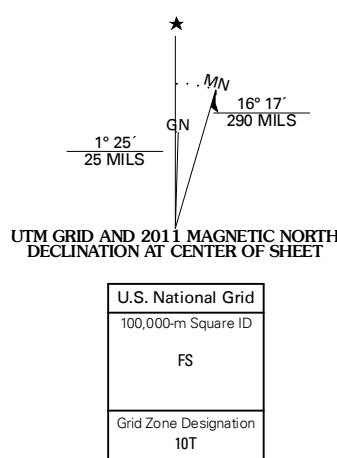 MN
16° 17´
290 MILS
GN
1° 25´
25 MILS
UTM GRID AND 2011 MAGNETIC NORTH
DECLINATION AT CENTER OF SHEET
U.S. National Grid
100,000-m Square ID
FS
Grid Zone Designation
10T